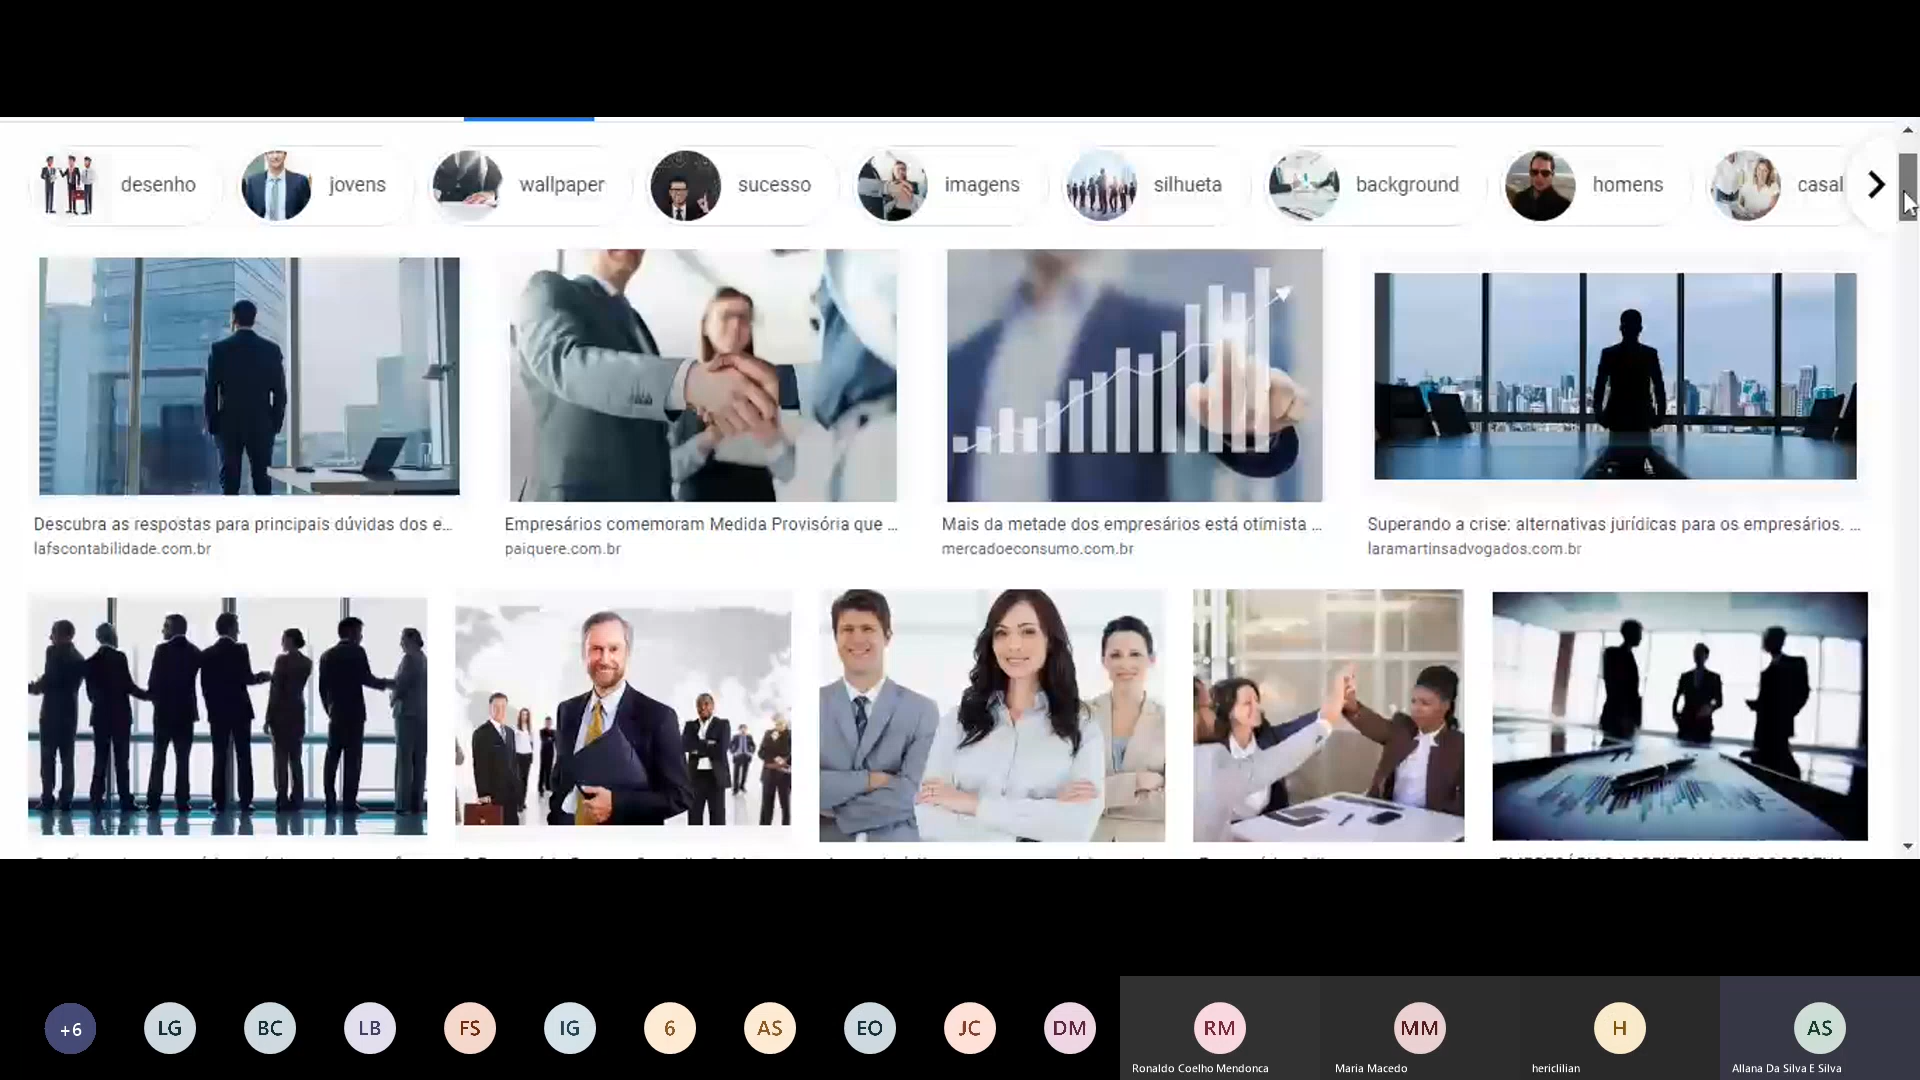 desenho
jovens
wallpaper
sucesso
imagens
silhueta
background
homens
casal
Descubra as respostas para principais dúvidas dos e...
lafscontabilidade.com.br
Empresários comemoram Medida Provisória que ...
paiquere.com.br
Mais da metade dos empresários está otimista ...
mercadoeconsumo.com.br
Superando a crise: alternativas jurídicas para os empresários. ...
laramartinsadvogados.com.br
+6
LG
BC
LB
FS
IG
6
AS
EO
JC
DM
RM
Ronaldo Coelho Mendonca
MM
Maria Macedo
H
hericlilian
AS
Allana Da Silva E Silva